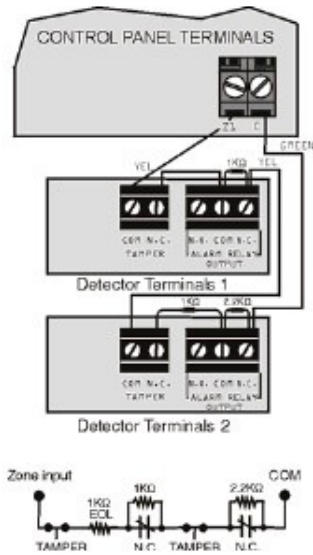 CONTROL PANEL TERMINALS
Z1 C
GREEN
YEL 1KΩ YEL
COM N.C. N.O. COM N.C.
TAMPER ALARM RELAY
OUTPUT
Detector Terminals 1
1KΩ 2.2KΩ
COM N.C. N.O. COM N.C.
TAMPER ALARM RELAY
OUTPUT
Detector Terminals 2
Zone input 1KΩ 2.2KΩ COM
1KΩ
EOL
TAMPER N.C. TAMPER N.C.